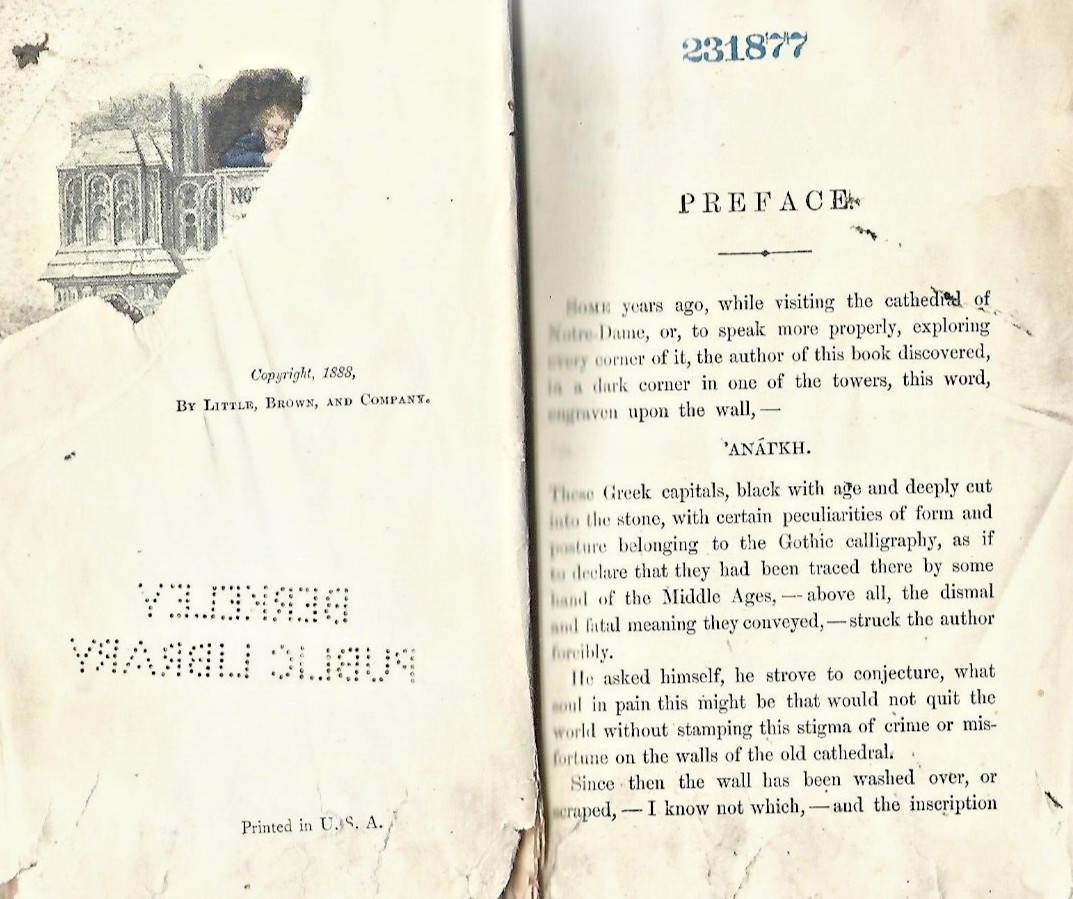 NO
Copyright, 1888,
BY LITTLE, BROWN, AND COMPANY.
BERKELEY
PUBLIC LIBRARY
Printed in U. S. A.
231877
PREFACE
SOME years ago, while visiting the cathedral of
Notre-Dame, or, to speak more properly, exploring
every corner of it, the author of this book discovered,
in a dark corner in one of the towers, this word,
engraven upon the wall, —
'ΑΝÁΓΚΗ.
These Greek capitals, black with age and deeply cut
into the stone, with certain peculiarities of form and
posture belonging to the Gothic calligraphy, as if
to declare that they had been traced there by some
hand of the Middle Ages, — above all, the dismal
and fatal meaning they conveyed, — struck the author
forcibly.
He asked himself, he strove to conjecture, what
soul in pain this might be that would not quit the
world without stamping this stigma of crime or mis-
fortune on the walls of the old cathedral.
Since then the wall has been washed over, or
scraped, — I know not which, — and the inscription